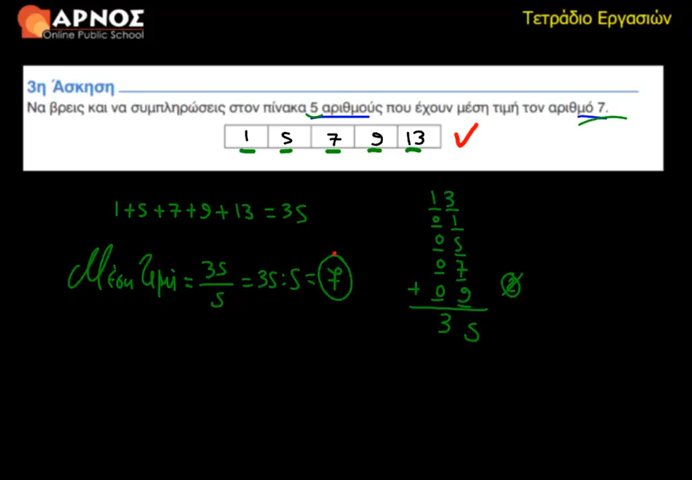 ΑΡΝΟΣ
Online Public School
Τετράδιο Εργασιών
3η Άσκηση
Να βρεις και να συμπληρώσεις στον πίνακα 5 αριθμούς που έχουν μέση τιμή τον αριθμό 7.
1 5 7 9 13
1+5+7+9+13=35
Μέση Τιμή = 35/5 = 35:5 = 7
13
01
05
07
+ 09
35